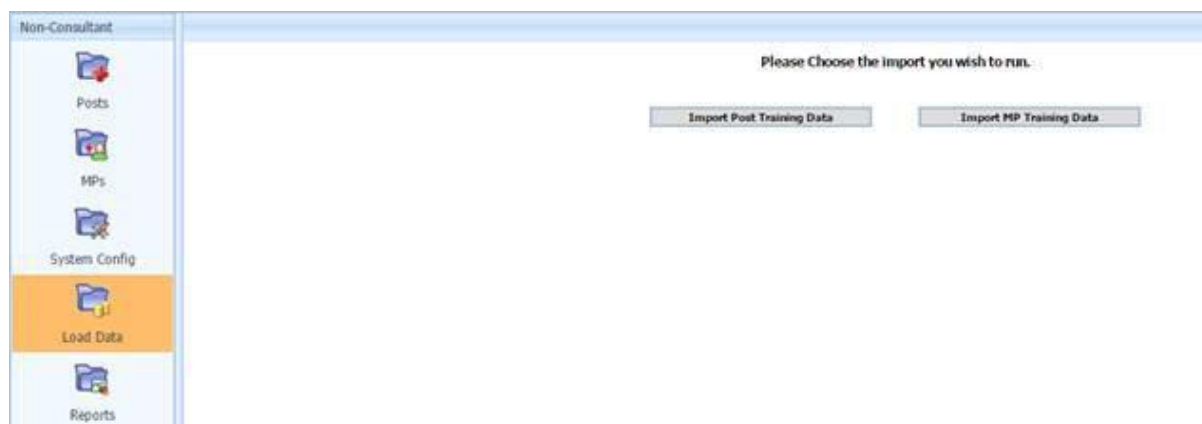 Non-Consultant
Posts
MPs
System Config
Load Data
Reports
Please Choose the import you wish to run.
Import Post Training Data
Import MP Training Data